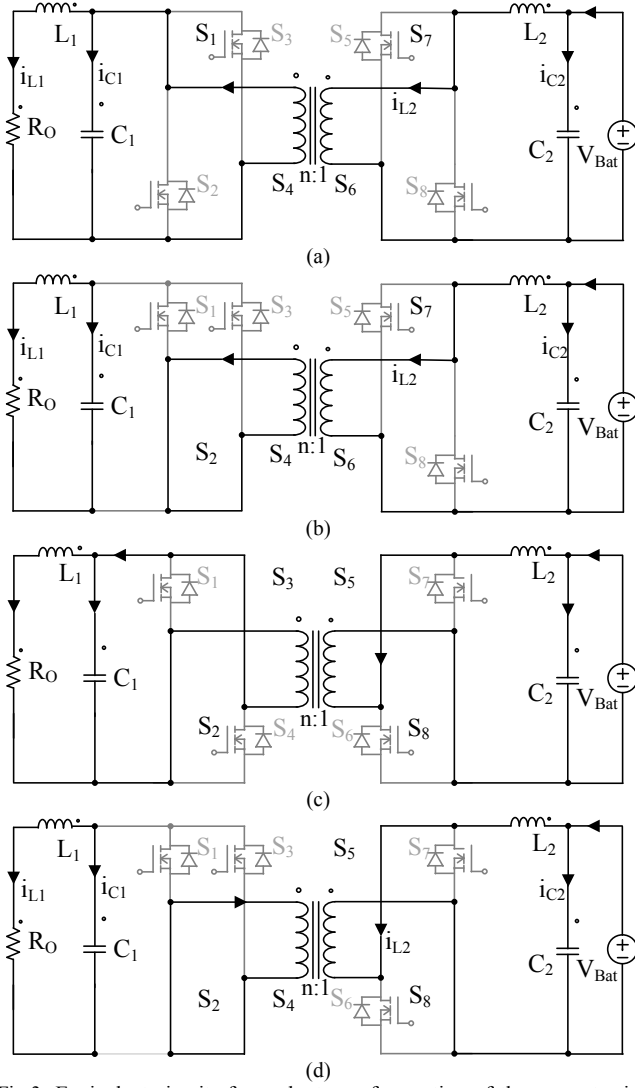 L1 S1 S3 S5 S7 L2
iL1 iC1 iL2 iC2
RO C1 S2 S4 n:1 S6 S8 C2 VBat
(a)
L1 S1 S3 S5 S7 L2
iL1 iC1 iL2 iC2
RO C1 S2 S4 n:1 S6 S8 C2 VBat
(b)
L1 S1 S3 S5 S7 L2
RO C1 S2 S4 n:1 S6 S8 C2 VBat
(c)
L1 S1 S3 S5 S7 L2
iL1 iC1 iL2 iC2
RO C1 S2 S4 n:1 S6 S8 C2 VBat
(d)